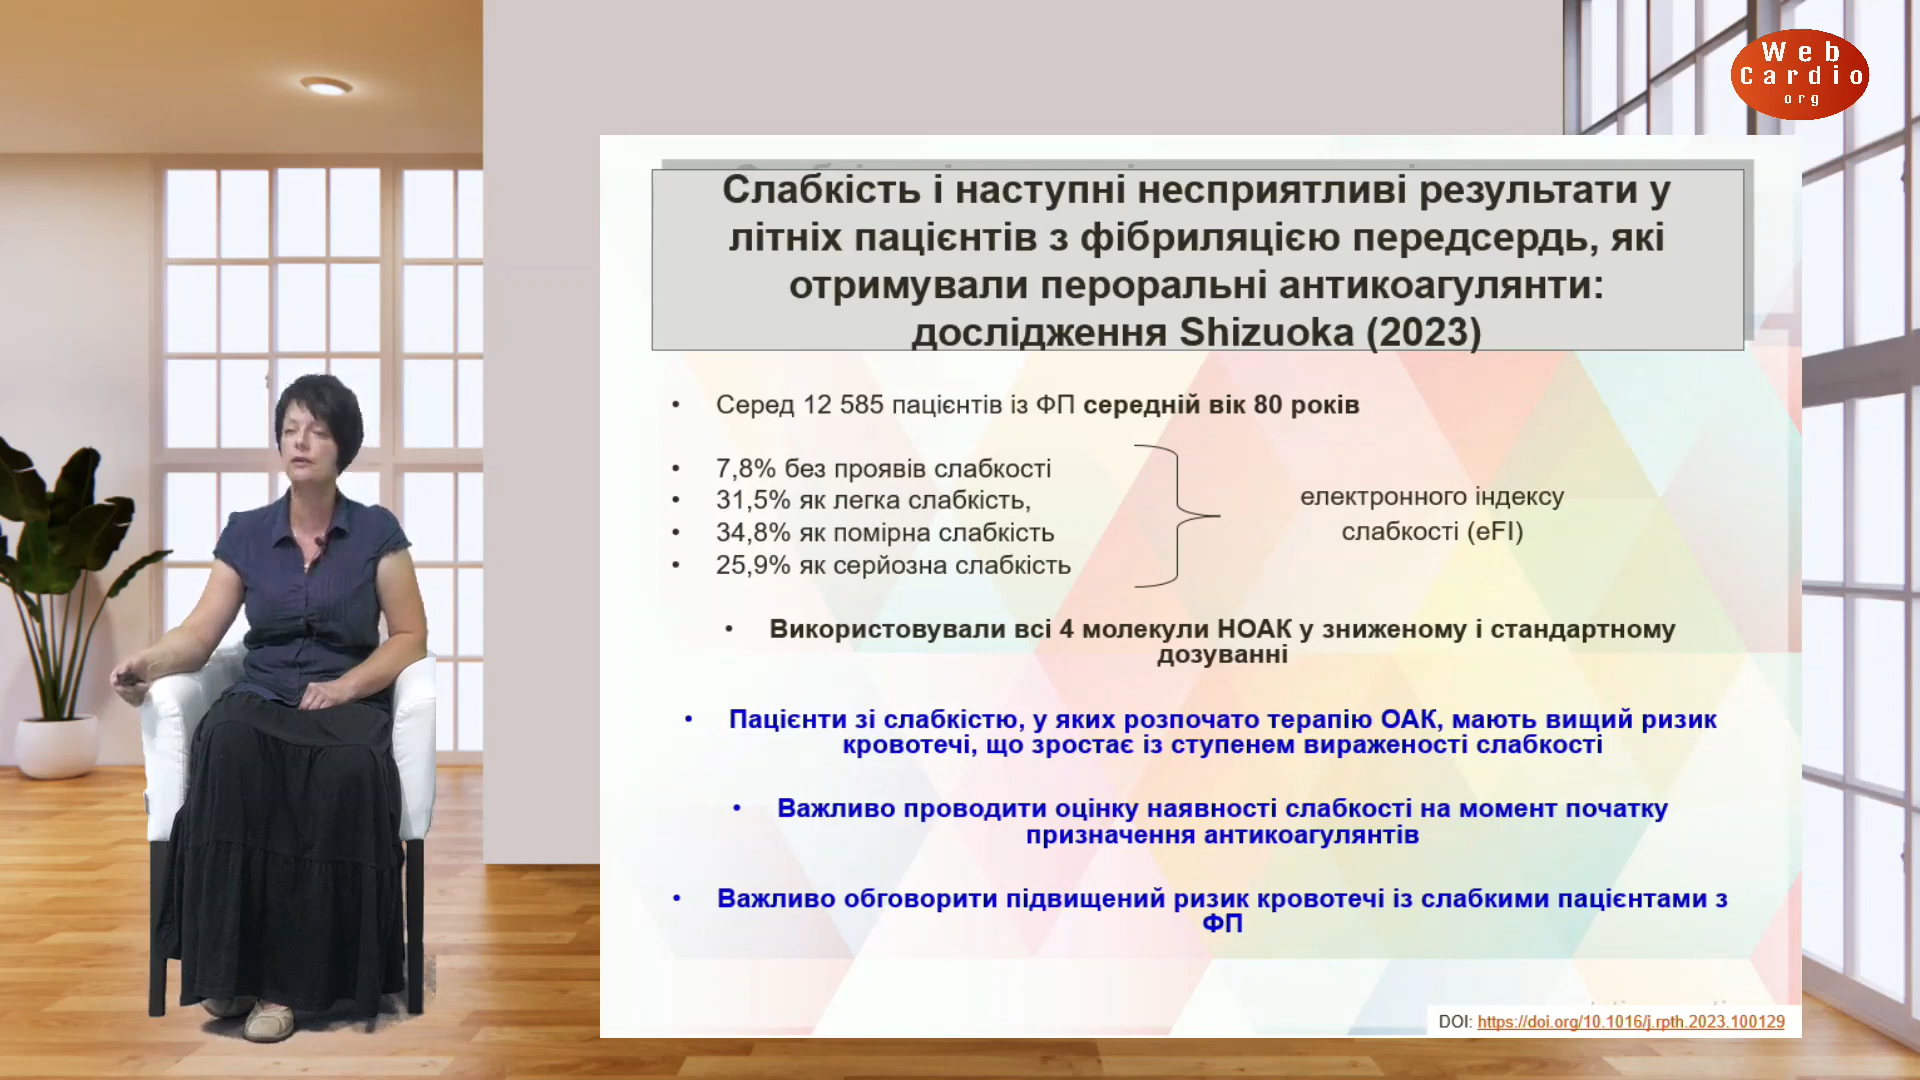 Web
Cardio
org
Слабкість і наступні несприятливі результати у
літніх пацієнтів з фібриляцією передсердь, які
отримували пероральні антикоагулянти:
дослідження Shizuoka (2023)
• Серед 12 585 пацієнтів із ФП середній вік 80 років
• 7,8% без проявів слабкості
• 31,5% як легка слабкість,
• 34,8% як помірна слабкість
• 25,9% як серйозна слабкість
електронного індексу
слабкості (eFI)
• Використовували всі 4 молекули НОАК у зниженому і стандартному
дозуванні
• Пацієнти зі слабкістю, у яких розпочато терапію ОАК, мають вищий ризик
кровотечі, що зростає із ступенем вираженості слабкості
• Важливо проводити оцінку наявності слабкості на момент початку
призначення антикоагулянтів
• Важливо обговорити підвищений ризик кровотечі із слабкими пацієнтами з
ФП
DOI: https://doi.org/10.1016/j.rpth.2023.100129